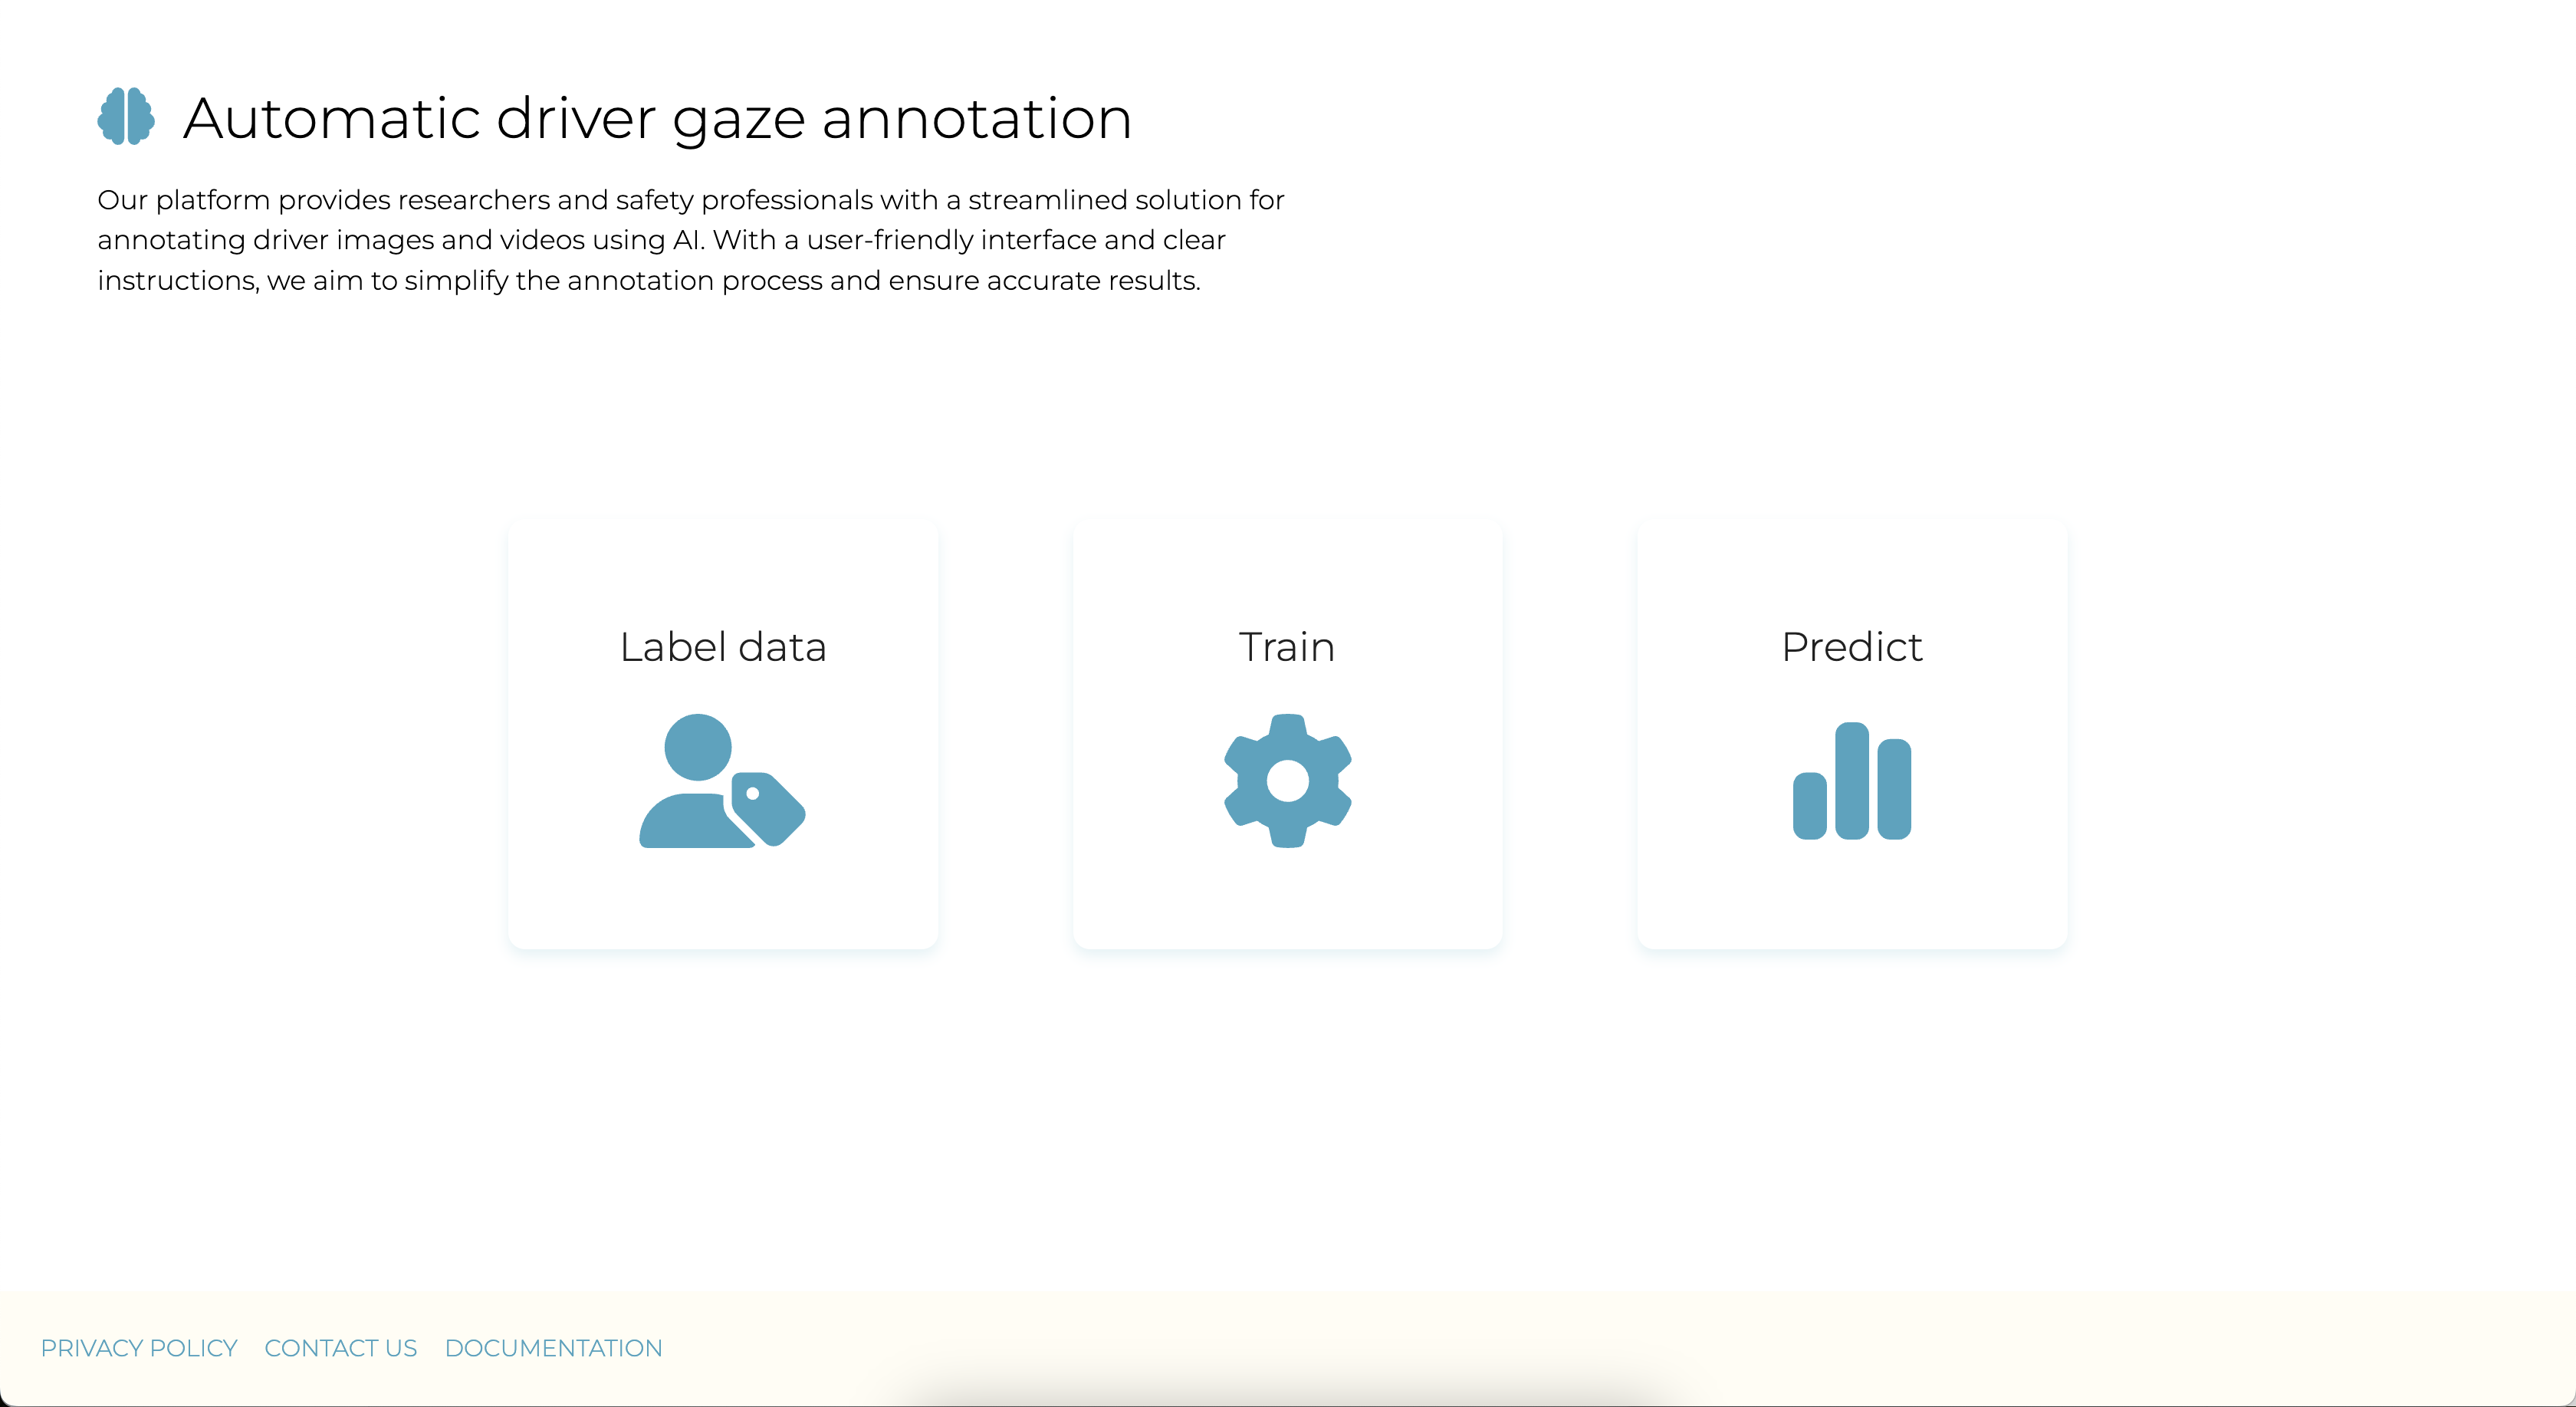 Automatic driver gaze annotation
Our platform provides researchers and safety professionals with a streamlined solution for
annotating driver images and videos using AI. With a user-friendly interface and clear
instructions, we aim to simplify the annotation process and ensure accurate results.
Label data
Train
Predict
PRIVACY POLICY CONTACT US DOCUMENTATION